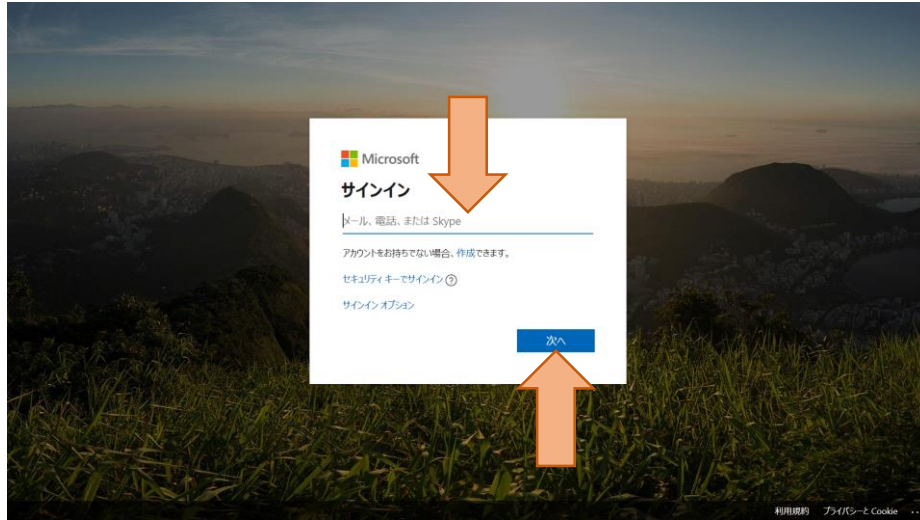 Microsoft
サインイン
メール、電話、または Skype
アカウントをお持ちでない場合、作成できます。
セキュリティ キーでサインイン ?
サインイン オプション
次へ
利用規約 プライバシーと Cookie ...